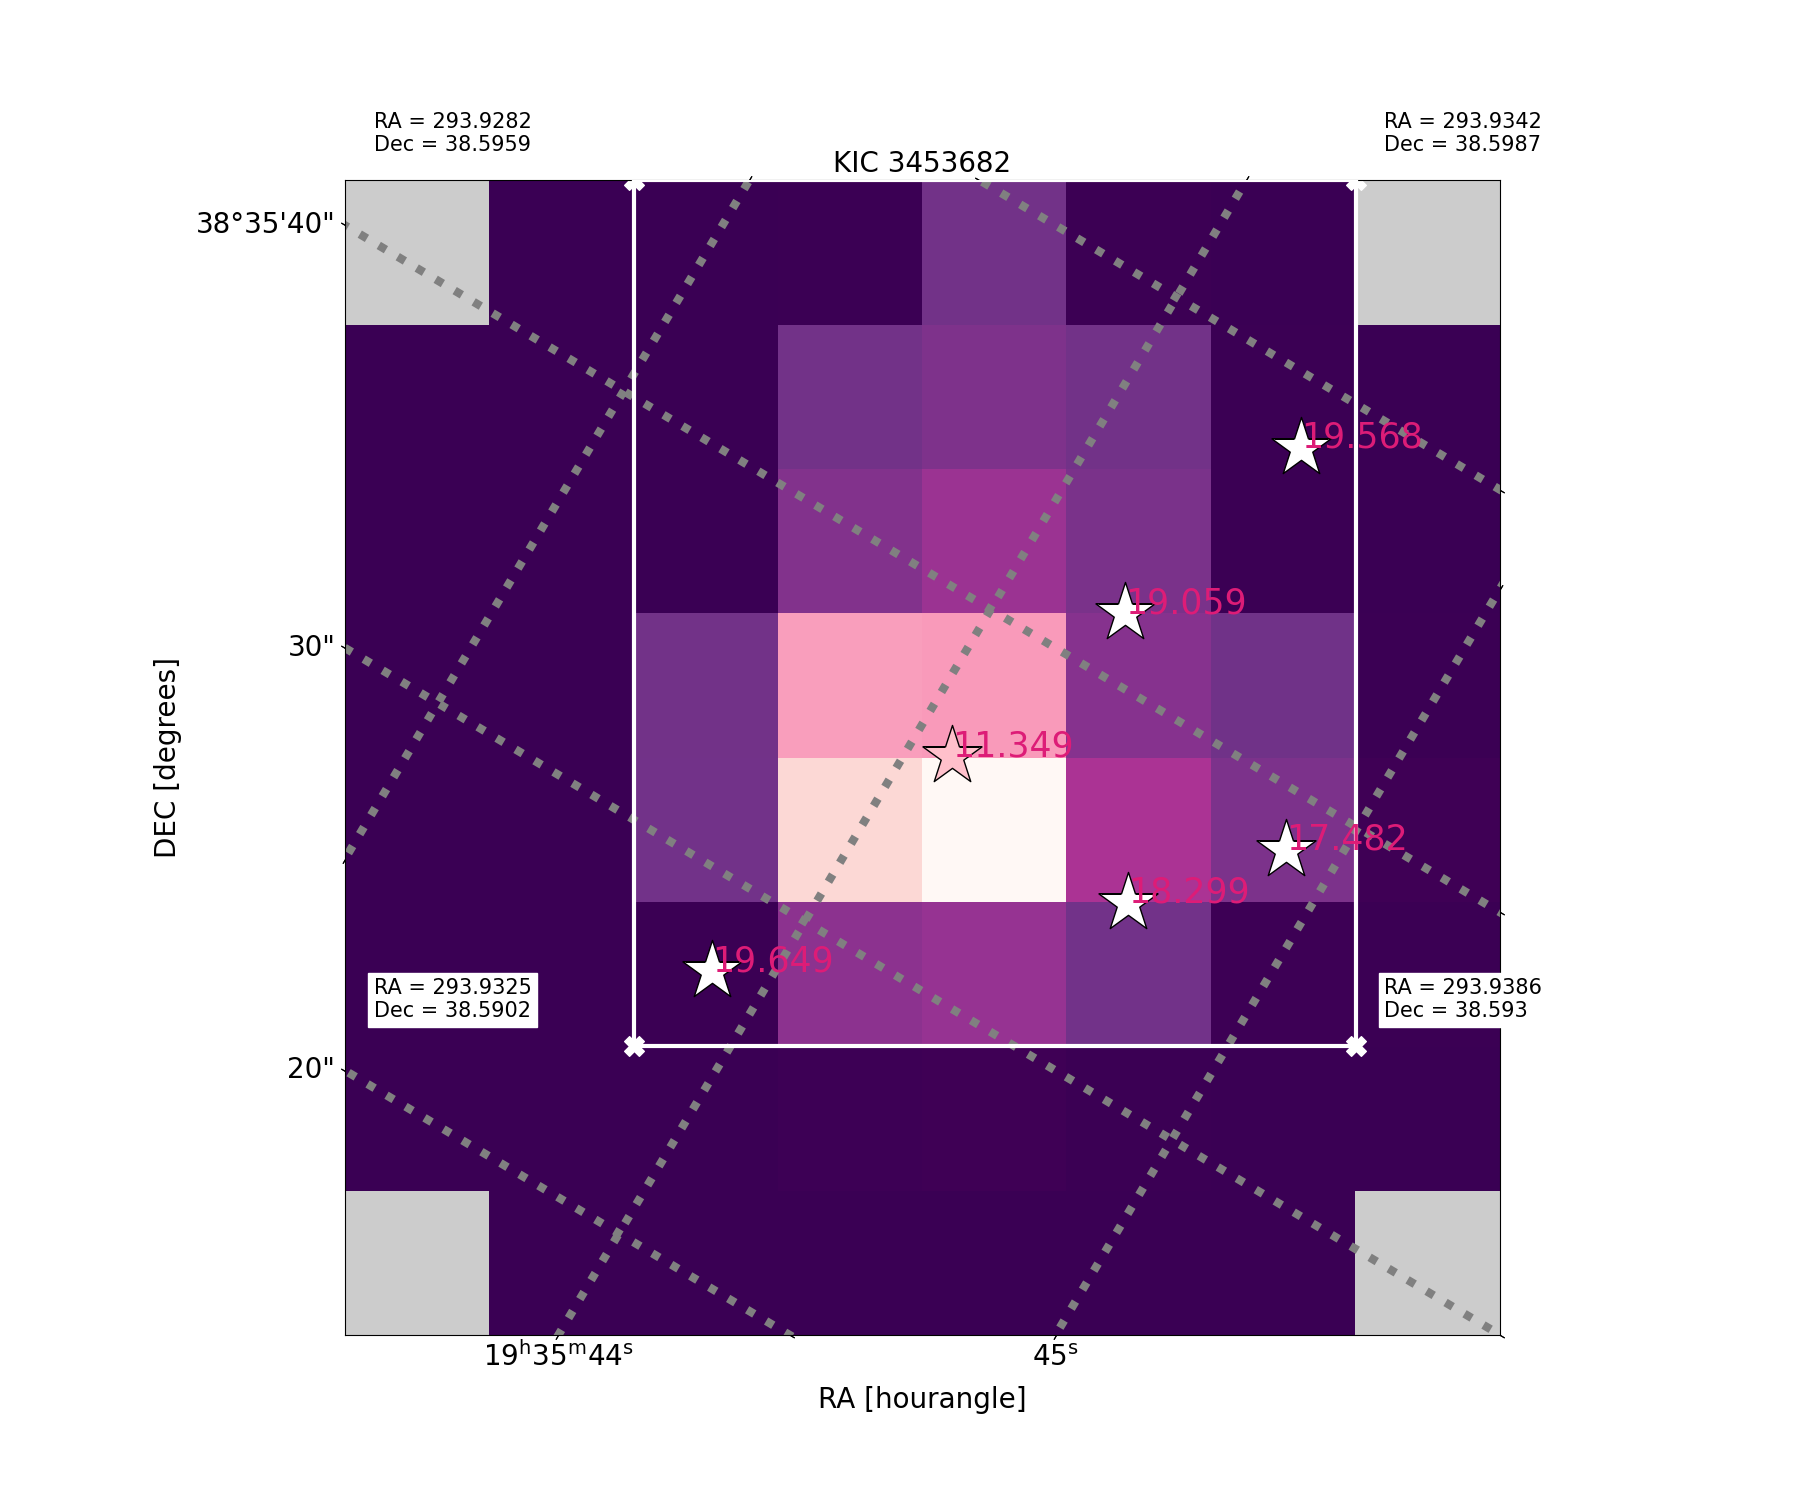 RA = 293.9282
Dec = 38.5959
RA = 293.9342
Dec = 38.5987
KIC 3453682
38°35'40"
19.568
19.059
30"
11.349
DEC [degrees]
17.482
18.299
19.649
RA = 293.9325
Dec = 38.5902
RA = 293.9386
Dec = 38.593
20"
19ʰ35ᵐ44ˢ
45ˢ
RA [hourangle]